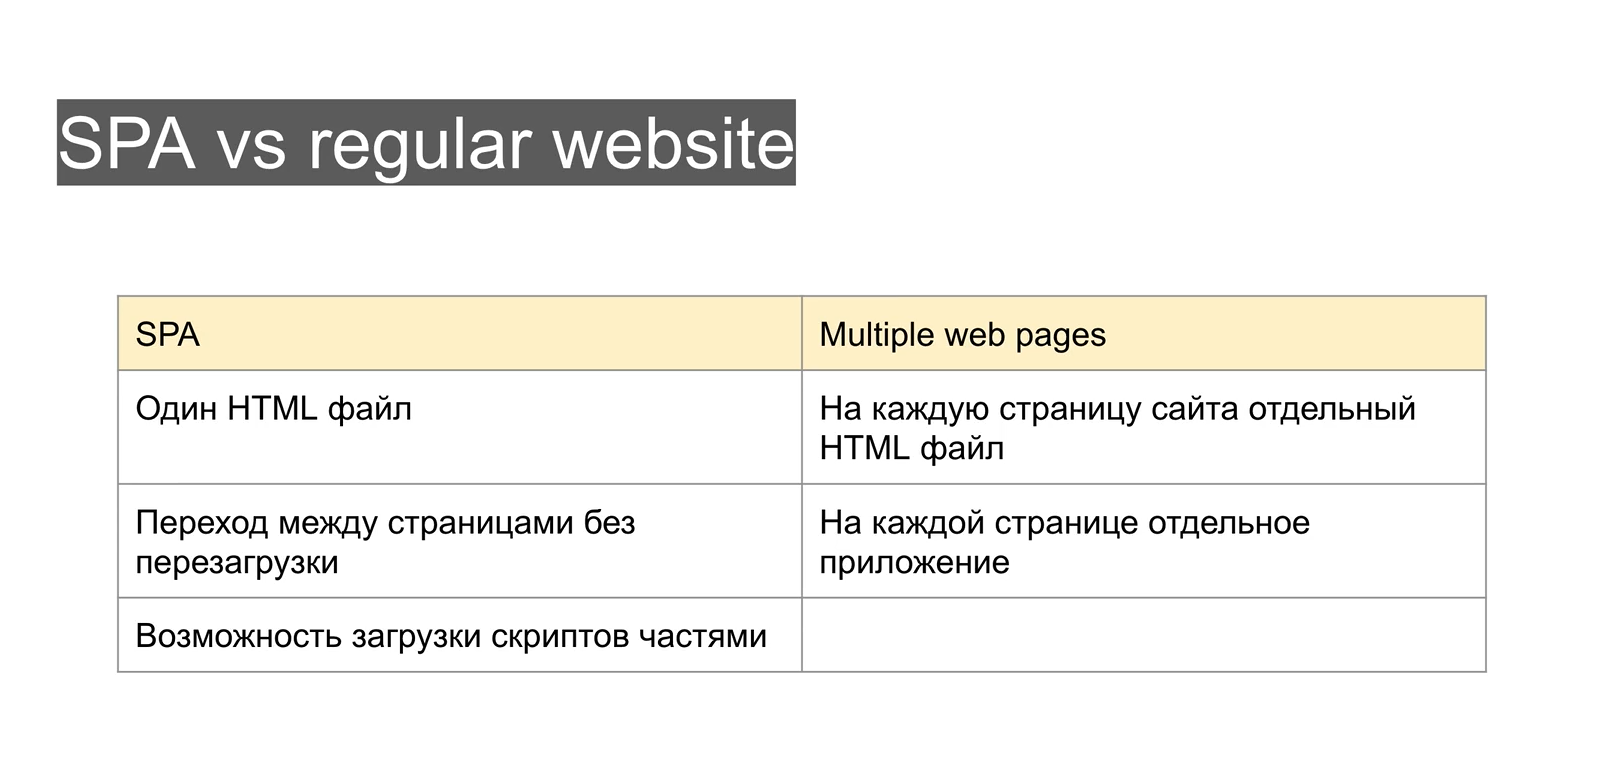 SPA vs regular website
SPA
Multiple web pages
Один HTML файл
На каждую страницу сайта отдельный
HTML файл
Переход между страницами без
перезагрузки
На каждой странице отдельное
приложение
Возможность загрузки скриптов частями